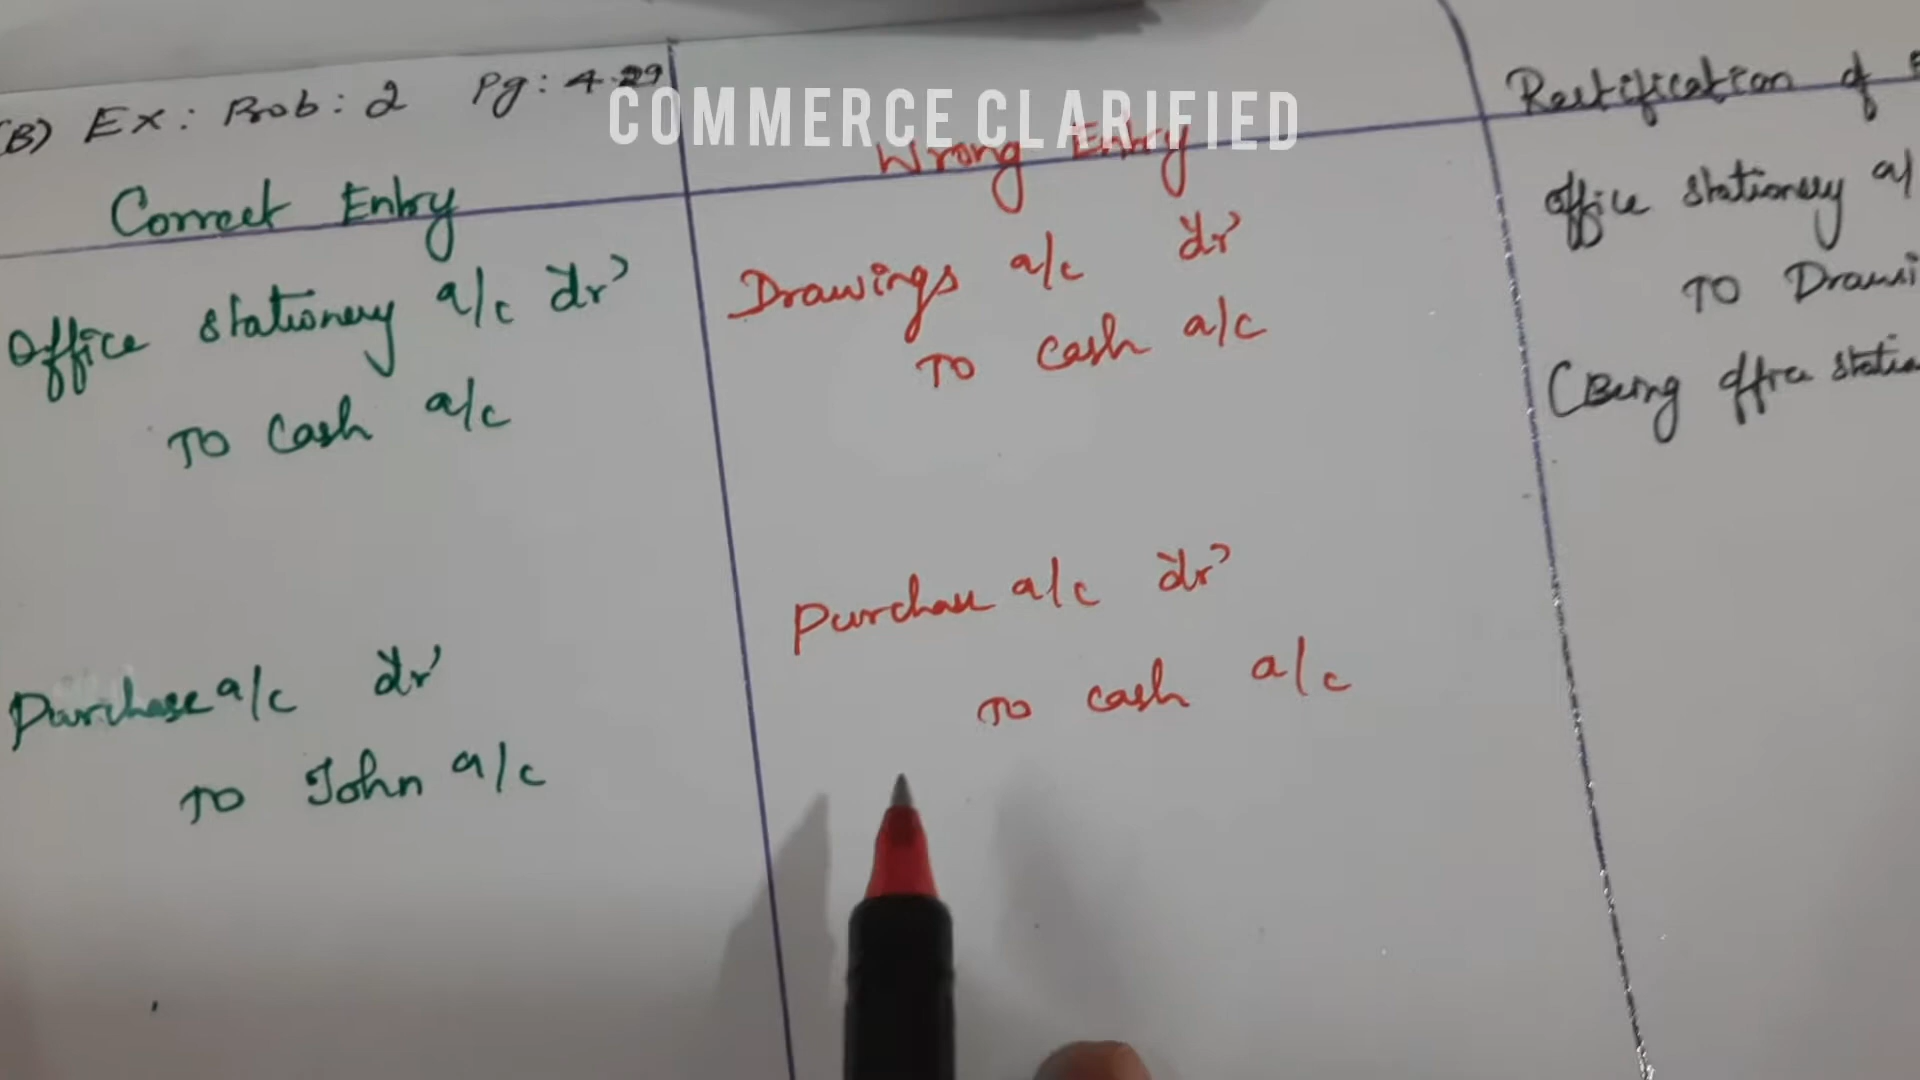 (B) Ex: Prob: 2 Pg: 4.29
COMMERCE CLARIFIED
Correct Entry
Wrong Entry
Rectification of
Office stationery a/c dr
To Cash a/c
Drawings a/c dr
To Cash a/c
Office stationery a/
To Drawi
(Being office statio
Purchase a/c dr
To John a/c
Purchase a/c dr
To cash a/c